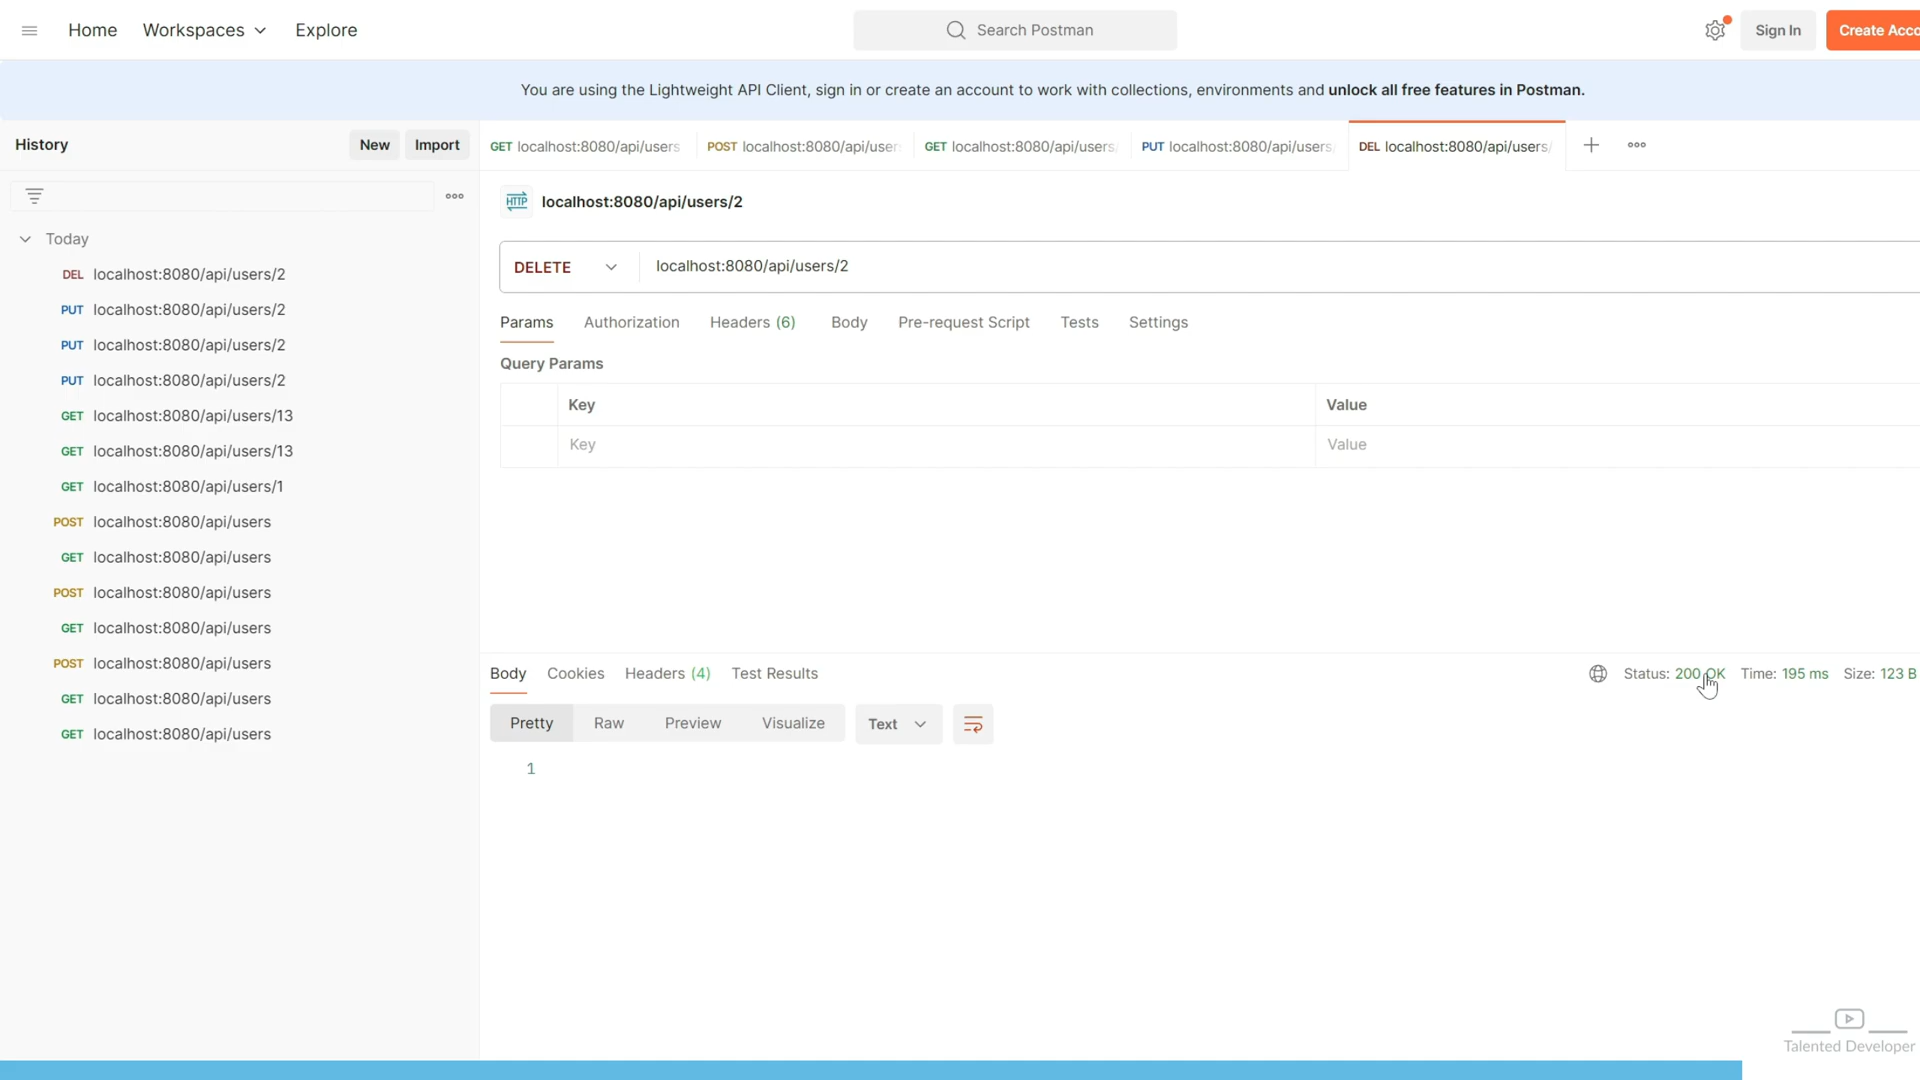 Home Workspaces Explore Search Postman Sign In Create Acco
You are using the Lightweight API Client, sign in or create an account to work with collections, environments and unlock all free features in Postman.
History New Import
GET localhost:8080/api/users POST localhost:8080/api/user GET localhost:8080/api/users/ PUT localhost:8080/api/users/ DEL localhost:8080/api/users/
HTTP localhost:8080/api/users/2
Today
DEL localhost:8080/api/users/2
PUT localhost:8080/api/users/2
PUT localhost:8080/api/users/2
PUT localhost:8080/api/users/2
GET localhost:8080/api/users/13
GET localhost:8080/api/users/13
GET localhost:8080/api/users/1
POST localhost:8080/api/users
GET localhost:8080/api/users
POST localhost:8080/api/users
GET localhost:8080/api/users
POST localhost:8080/api/users
GET localhost:8080/api/users
GET localhost:8080/api/users
DELETE localhost:8080/api/users/2
Params Authorization Headers (6) Body Pre-request Script Tests Settings
Query Params
Key Value
Key Value
Body Cookies Headers (4) Test Results Status: 200 OK Time: 195 ms Size: 123 B
Pretty Raw Preview Visualize Text
1
Talented Developer